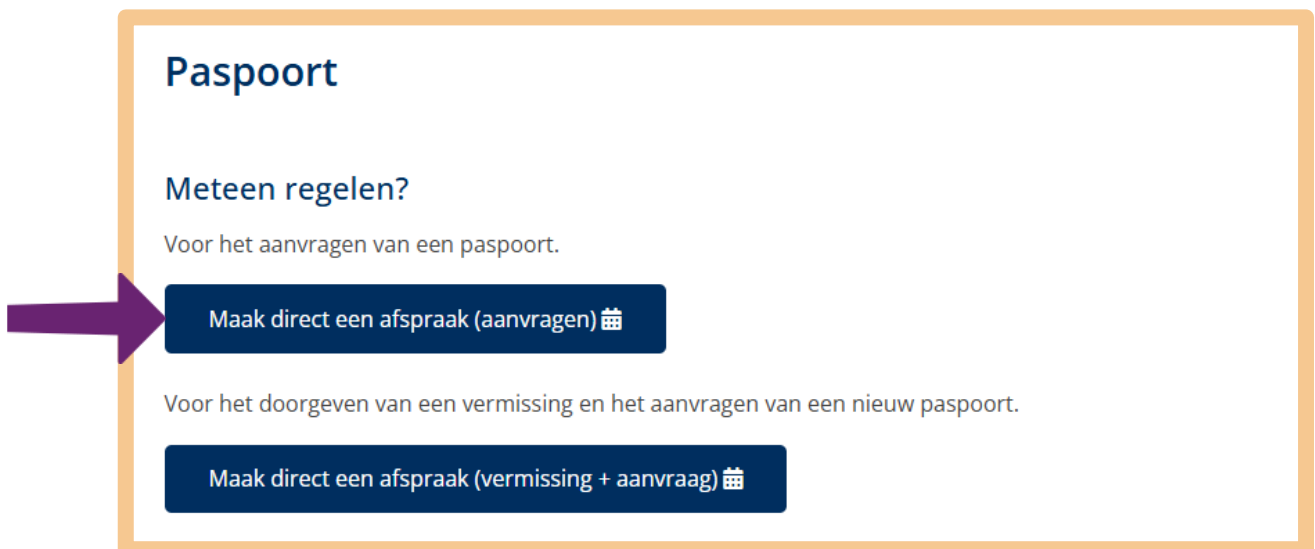 Paspoort
Meteen regelen?
Voor het aanvragen van een paspoort.
Maak direct een afspraak (aanvragen)
Voor het doorgeven van een vermissing en het aanvragen van een nieuw paspoort.
Maak direct een afspraak (vermissing + aanvraag)